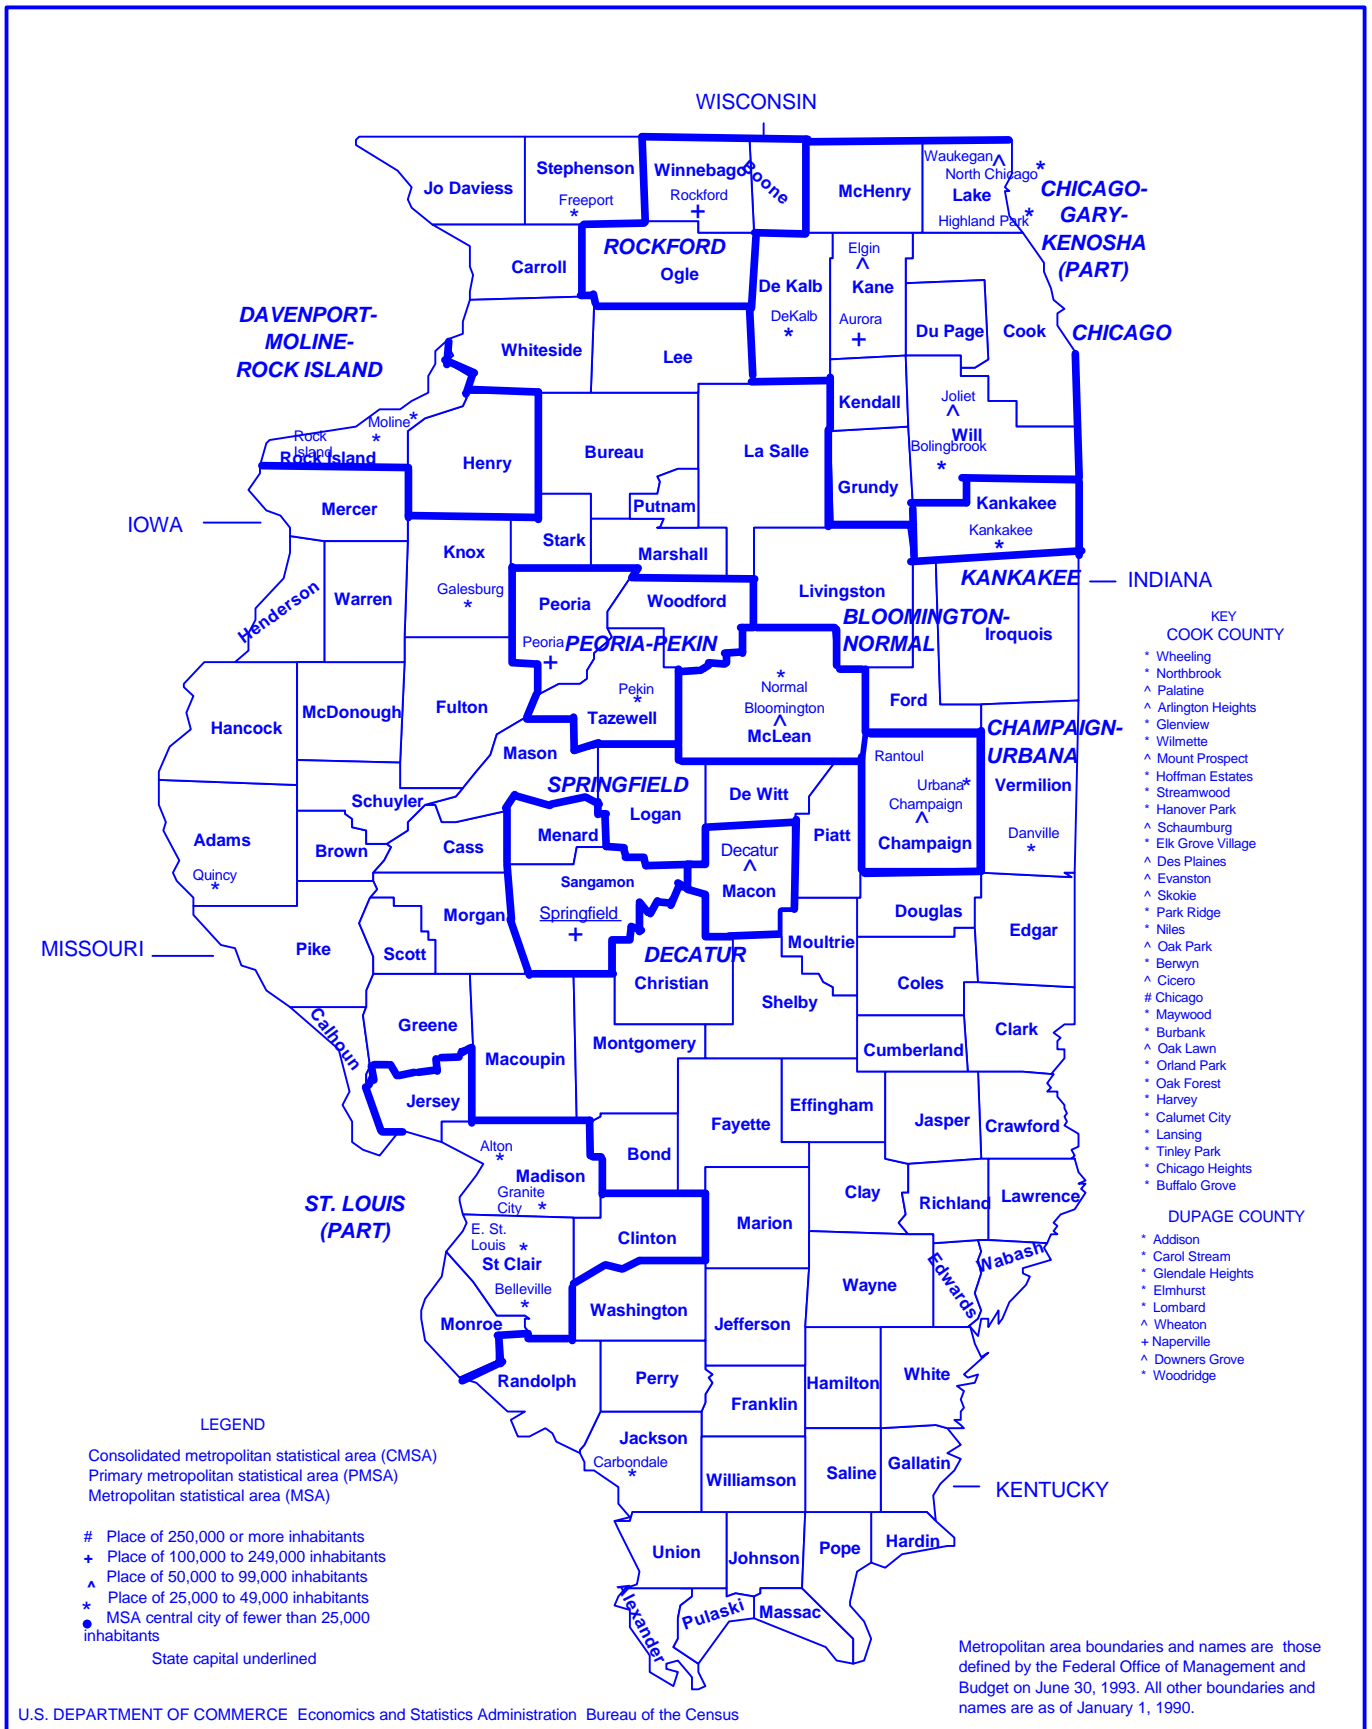 WISCONSIN
Jo Daviess
Stephenson
Freeport
*
Winnebago
Rockford
+
Boone
McHenry
Waukegan ^
North Chicago *
Lake
Highland Park *
CHICAGO-
GARY-
KENOSHA
(PART)
Carroll
ROCKFORD
Ogle
De Kalb
DeKalb
*
Elgin
^
Kane
Aurora
+
Du Page
Cook
CHICAGO
DAVENPORT-
MOLINE-
ROCK ISLAND
Whiteside
Lee
Kendall
Joliet
^
Will
Bolingbrook
*
Moline *
*
Rock
Island
Rock Island
Henry
Bureau
La Salle
Grundy
Kankakee
Kankakee
*
Mercer
Putnam
IOWA
Knox
Galesburg
*
Stark
Marshall
KANKAKEE
INDIANA
Henderson
Warren
Peoria
Peoria
+
PEORIA-PEKIN
Woodford
Livingston
BLOOMINGTON-
NORMAL
Iroquois
Hancock
McDonough
Fulton
Pekin
*
Tazewell
*
Normal
Bloomington
^
McLean
Ford
CHAMPAIGN-
URBANA
Mason
SPRINGFIELD
Rantoul
Urbana *
Champaign
^
Champaign
Vermilion
Danville
*
Schuyler
Logan
De Witt
Piatt
Adams
Quincy
*
Brown
Cass
Menard
Decatur
^
Macon
Sangamon
Springfield
+
Morgan
Douglas
Edgar
MISSOURI
Pike
Scott
DECATUR
Moultrie
Christian
Shelby
Coles
Calhoun
Greene
Macoupin
Montgomery
Cumberland
Clark
Jersey
Fayette
Effingham
Jasper
Crawford
Alton
*
Madison
Granite
City *
Bond
ST. LOUIS
(PART)
Clay
Richland
Lawrence
E. St.
Louis *
St Clair
Belleville
*
Clinton
Marion
Edwards
Wabash
Wayne
Monroe
Washington
Jefferson
Randolph
Perry
Hamilton
White
Franklin
Jackson
Carbondale
*
Williamson
Saline
Gallatin
KENTUCKY
Union
Johnson
Pope
Hardin
Alexander
Pulaski
Massac
KEY
COOK COUNTY
* Wheeling
* Northbrook
^ Palatine
^ Arlington Heights
* Glenview
* Wilmette
^ Mount Prospect
* Hoffman Estates
* Streamwood
* Hanover Park
^ Schaumburg
* Elk Grove Village
^ Des Plaines
^ Evanston
^ Skokie
* Park Ridge
* Niles
^ Oak Park
* Berwyn
^ Cicero
# Chicago
* Maywood
* Burbank
^ Oak Lawn
* Orland Park
* Oak Forest
* Harvey
* Calumet City
* Lansing
* Tinley Park
* Chicago Heights
* Buffalo Grove
DUPAGE COUNTY
* Addison
* Carol Stream
* Glendale Heights
* Elmhurst
* Lombard
^ Wheaton
+ Naperville
^ Downers Grove
* Woodridge
LEGEND
Consolidated metropolitan statistical area (CMSA)
Primary metropolitan statistical area (PMSA)
Metropolitan statistical area (MSA)
# Place of 250,000 or more inhabitants
+ Place of 100,000 to 249,000 inhabitants
^ Place of 50,000 to 99,000 inhabitants
* Place of 25,000 to 49,000 inhabitants
● MSA central city of fewer than 25,000
inhabitants
State capital underlined
Metropolitan area boundaries and names are those
defined by the Federal Office of Management and
Budget on June 30, 1993. All other boundaries and
names are as of January 1, 1990.
U.S. DEPARTMENT OF COMMERCE Economics and Statistics Administration Bureau of the Census